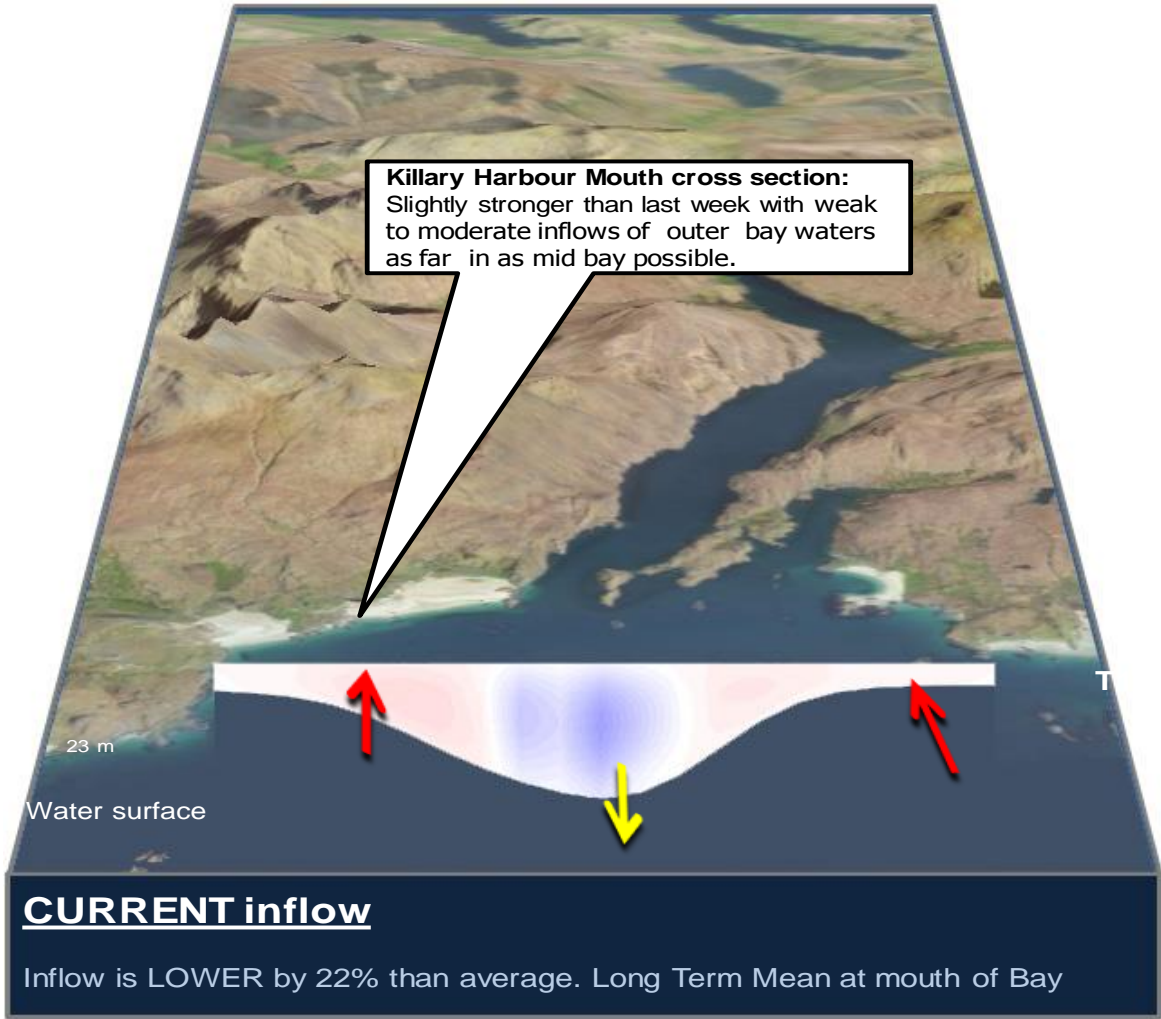 Killary Harbour Mouth cross section:
Slightly stronger than last week with weak
to moderate inflows of outer bay waters
as far in as mid bay possible.
T
23 m
Water surface
CURRENT inflow
Inflow is LOWER by 22% than average. Long Term Mean at mouth of Bay